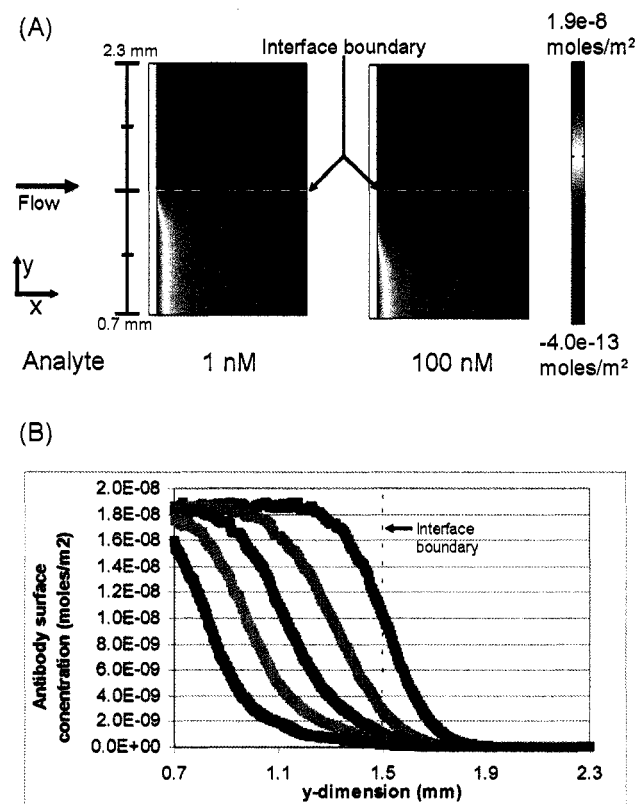 (A)
2.3 mm
Interface boundary
1.9e-8
moles/m²
Flow
y
x
0.7 mm
-4.0e-13
moles/m²
Analyte 1 nM 100 nM
(B)
Antibody surface
conentration (moles/m2)
2.0E-08
1.8E-08
1.6E-08
1.4E-08
1.2E-08
1.0E-08
8.0E-09
6.0E-09
4.0E-09
2.0E-09
0.0E+00
Interface
boundary
0.7 1.1 1.5 1.9 2.3
y-dimension (mm)